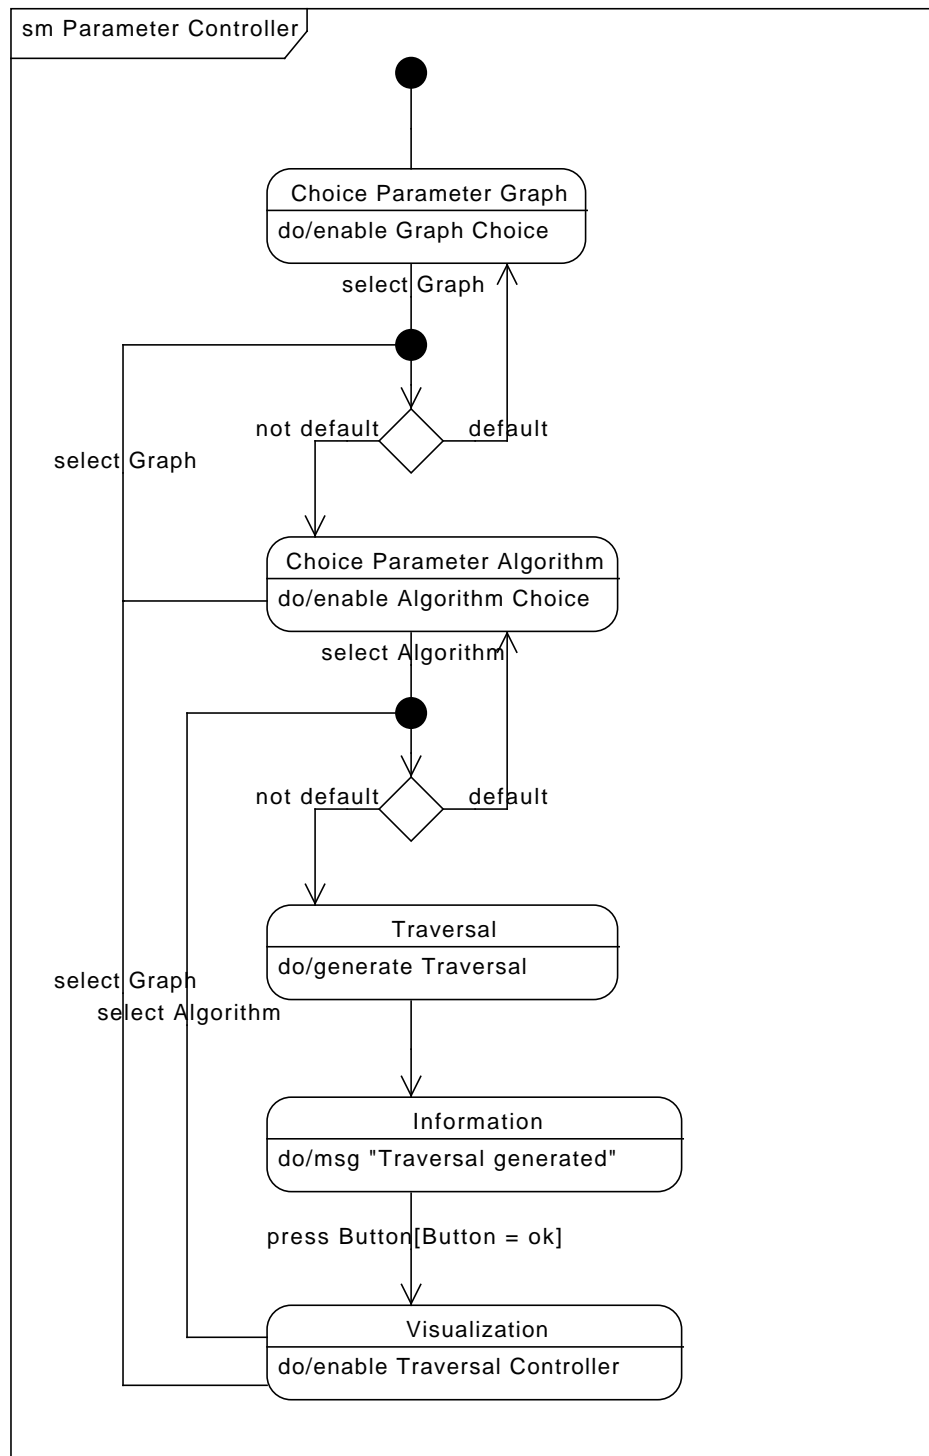 sm Parameter Controller
Choice Parameter Graph
do/enable Graph Choice
select Graph
not default
default
select Graph
Choice Parameter Algorithm
do/enable Algorithm Choice
select Algorithm
not default
default
Traversal
do/generate Traversal
select Graph
select Algorithm
Information
do/msg "Traversal generated"
press Button[Button = ok]
Visualization
do/enable Traversal Controller